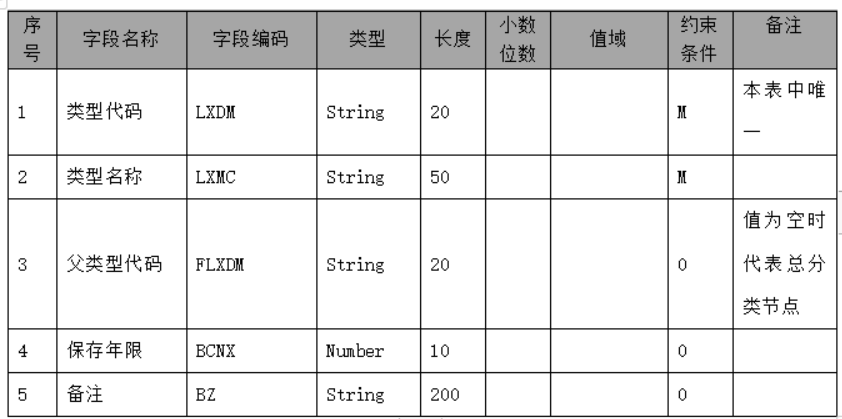 序号 字段名称 字段编码 类型 长度 小数位数 值域 约束条件 备注
1 类型代码 LXDM String 20 M 本表中唯一
2 类型名称 LXMC String 50 M
3 父类型代码 FLXDM String 20 O 值为空时代表总分类节点
4 保存年限 BCNX Number 10 O
5 备注 BZ String 200 O